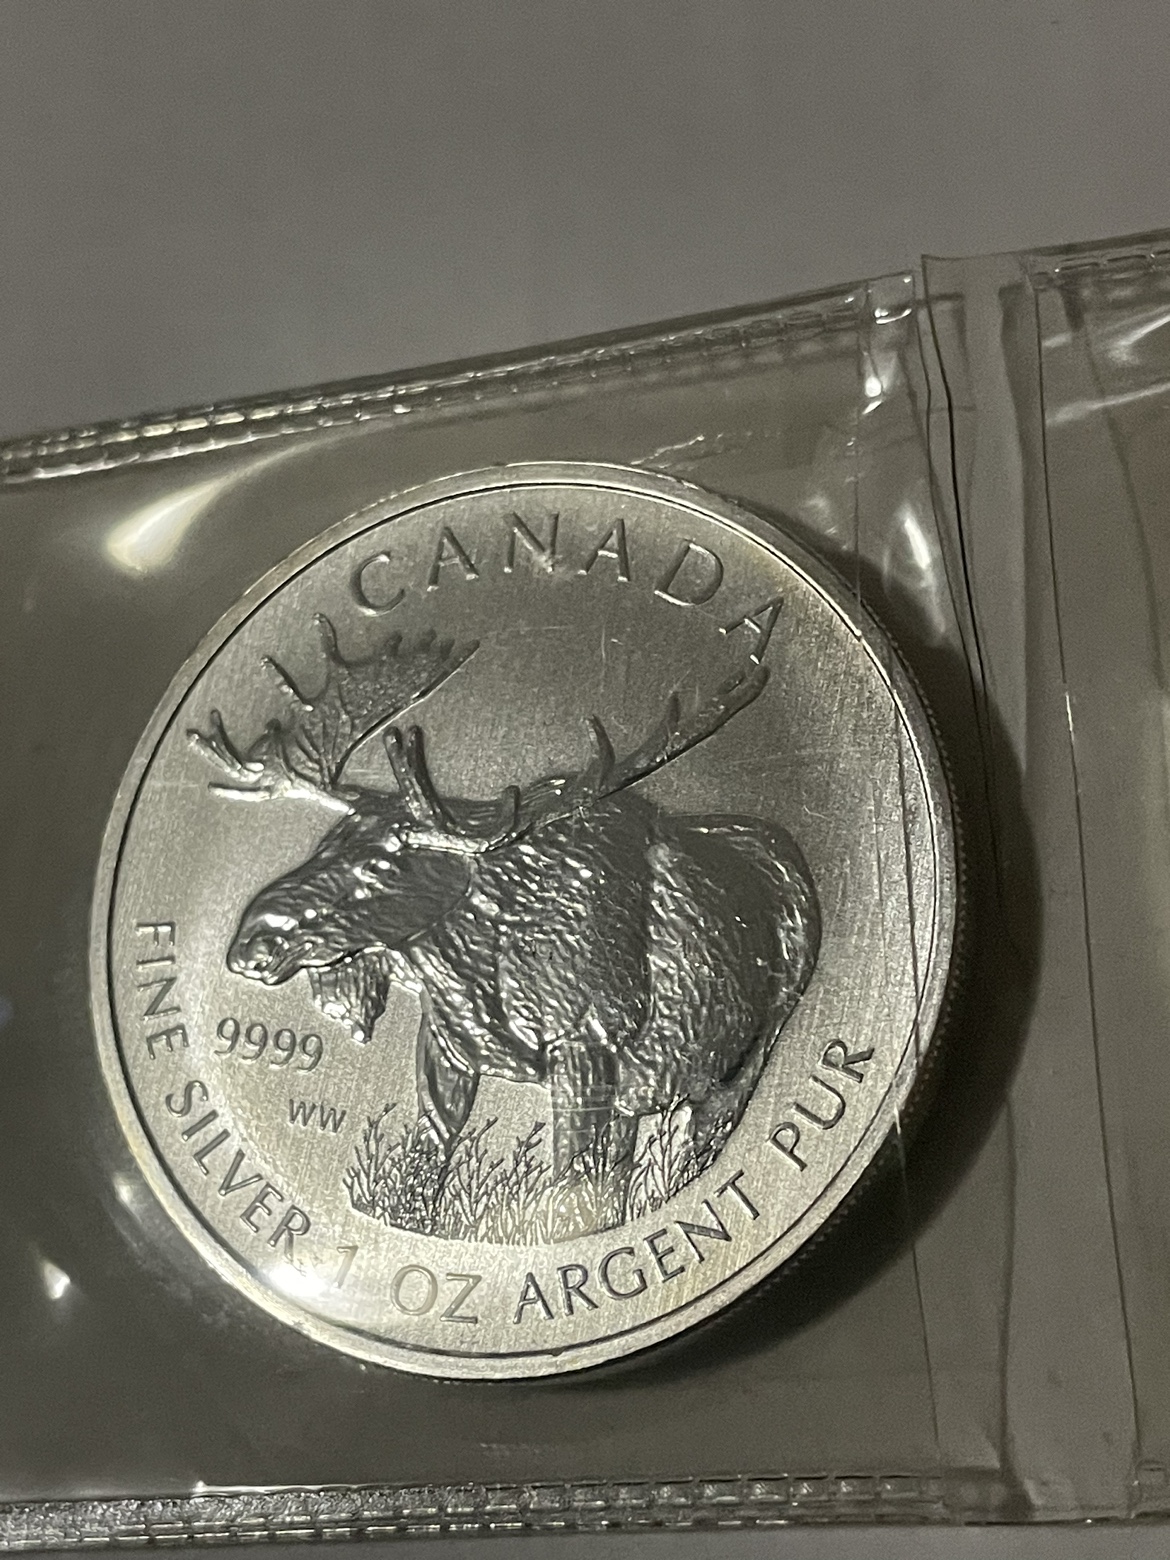 CANADA
9999
WW
FINE SILVER 1 OZ ARGENT PUR